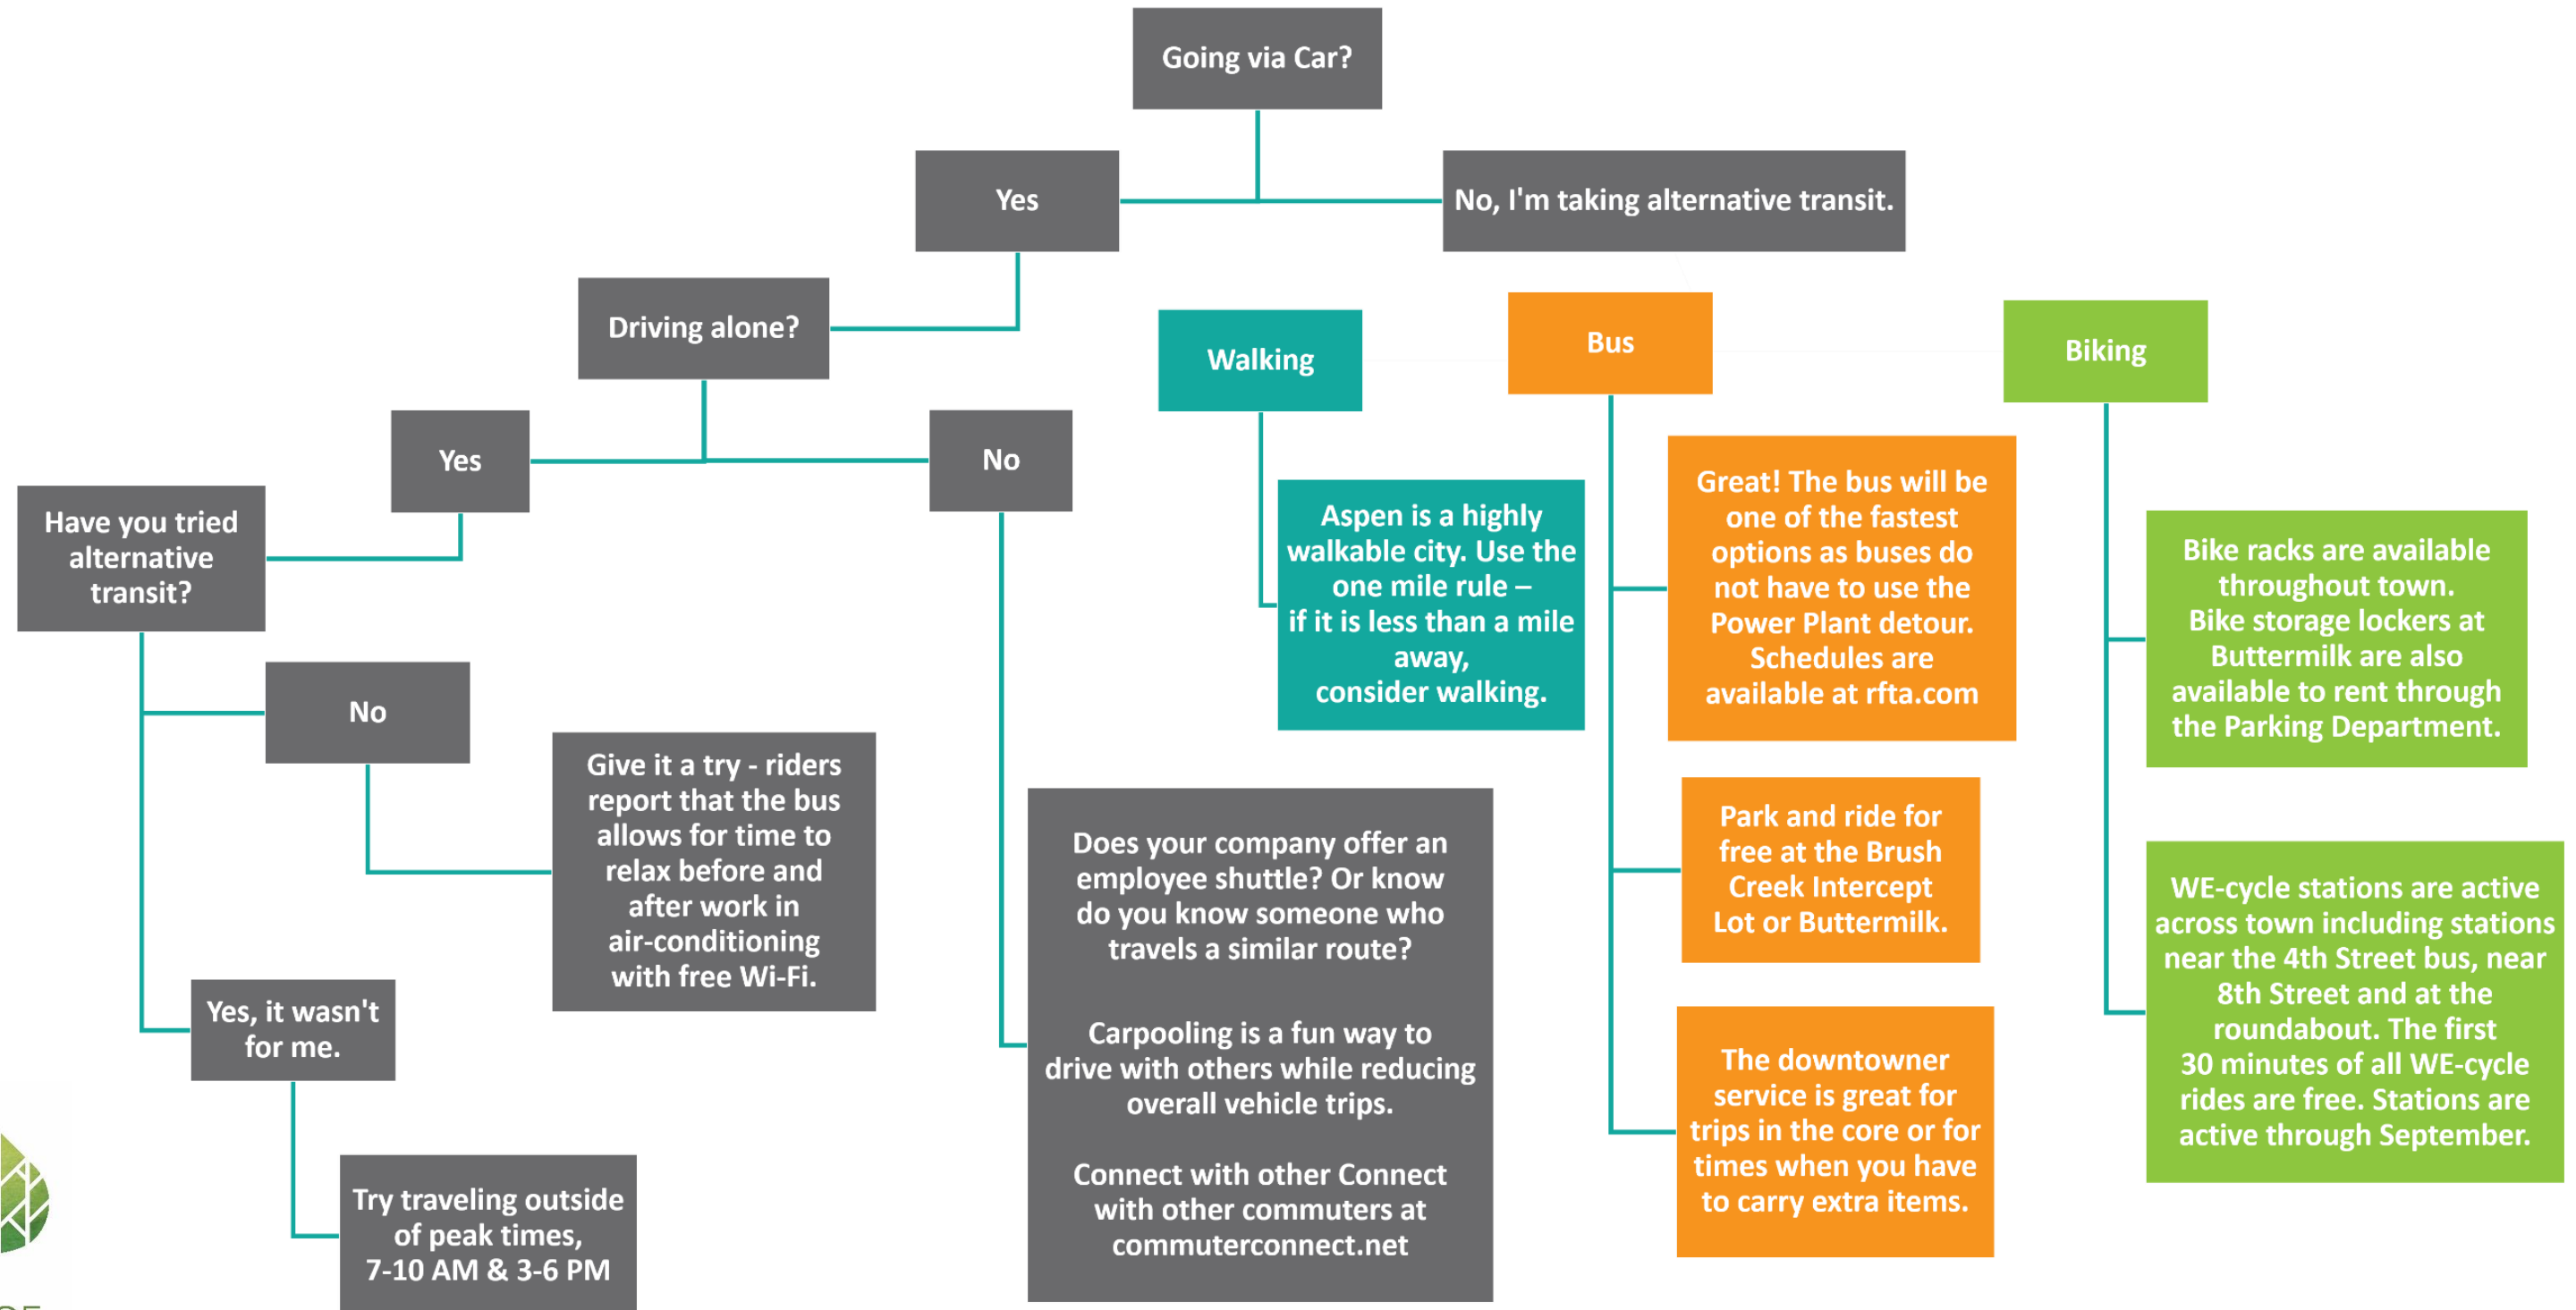 Going via Car?
Yes
No, I'm taking alternative transit.
Driving alone?
Yes
No
Have you tried
alternative
transit?
No
Give it a try - riders
report that the bus
allows for time to
relax before and
after work in
air-conditioning
with free Wi-Fi.
Yes, it wasn't
for me.
Try traveling outside
of peak times,
7-10 AM & 3-6 PM
Does your company offer an
employee shuttle? Or know
do you know someone who
travels a similar route?
Carpooling is a fun way to
drive with others while reducing
overall vehicle trips.
Connect with other Connect
with other commuters at
commuterconnect.net
Walking
Aspen is a highly
walkable city. Use the
one mile rule –
if it is less than a mile
away,
consider walking.
Bus
Great! The bus will be
one of the fastest
options as buses do
not have to use the
Power Plant detour.
Schedules are
available at rfta.com
Park and ride for
free at the Brush
Creek Intercept
Lot or Buttermilk.
The downtowner
service is great for
trips in the core or for
times when you have
to carry extra items.
Biking
Bike racks are available
throughout town.
Bike storage lockers at
Buttermilk are also
available to rent through
the Parking Department.
WE-cycle stations are active
across town including stations
near the 4th Street bus, near
8th Street and at the
roundabout. The first
30 minutes of all WE-cycle
rides are free. Stations are
active through September.